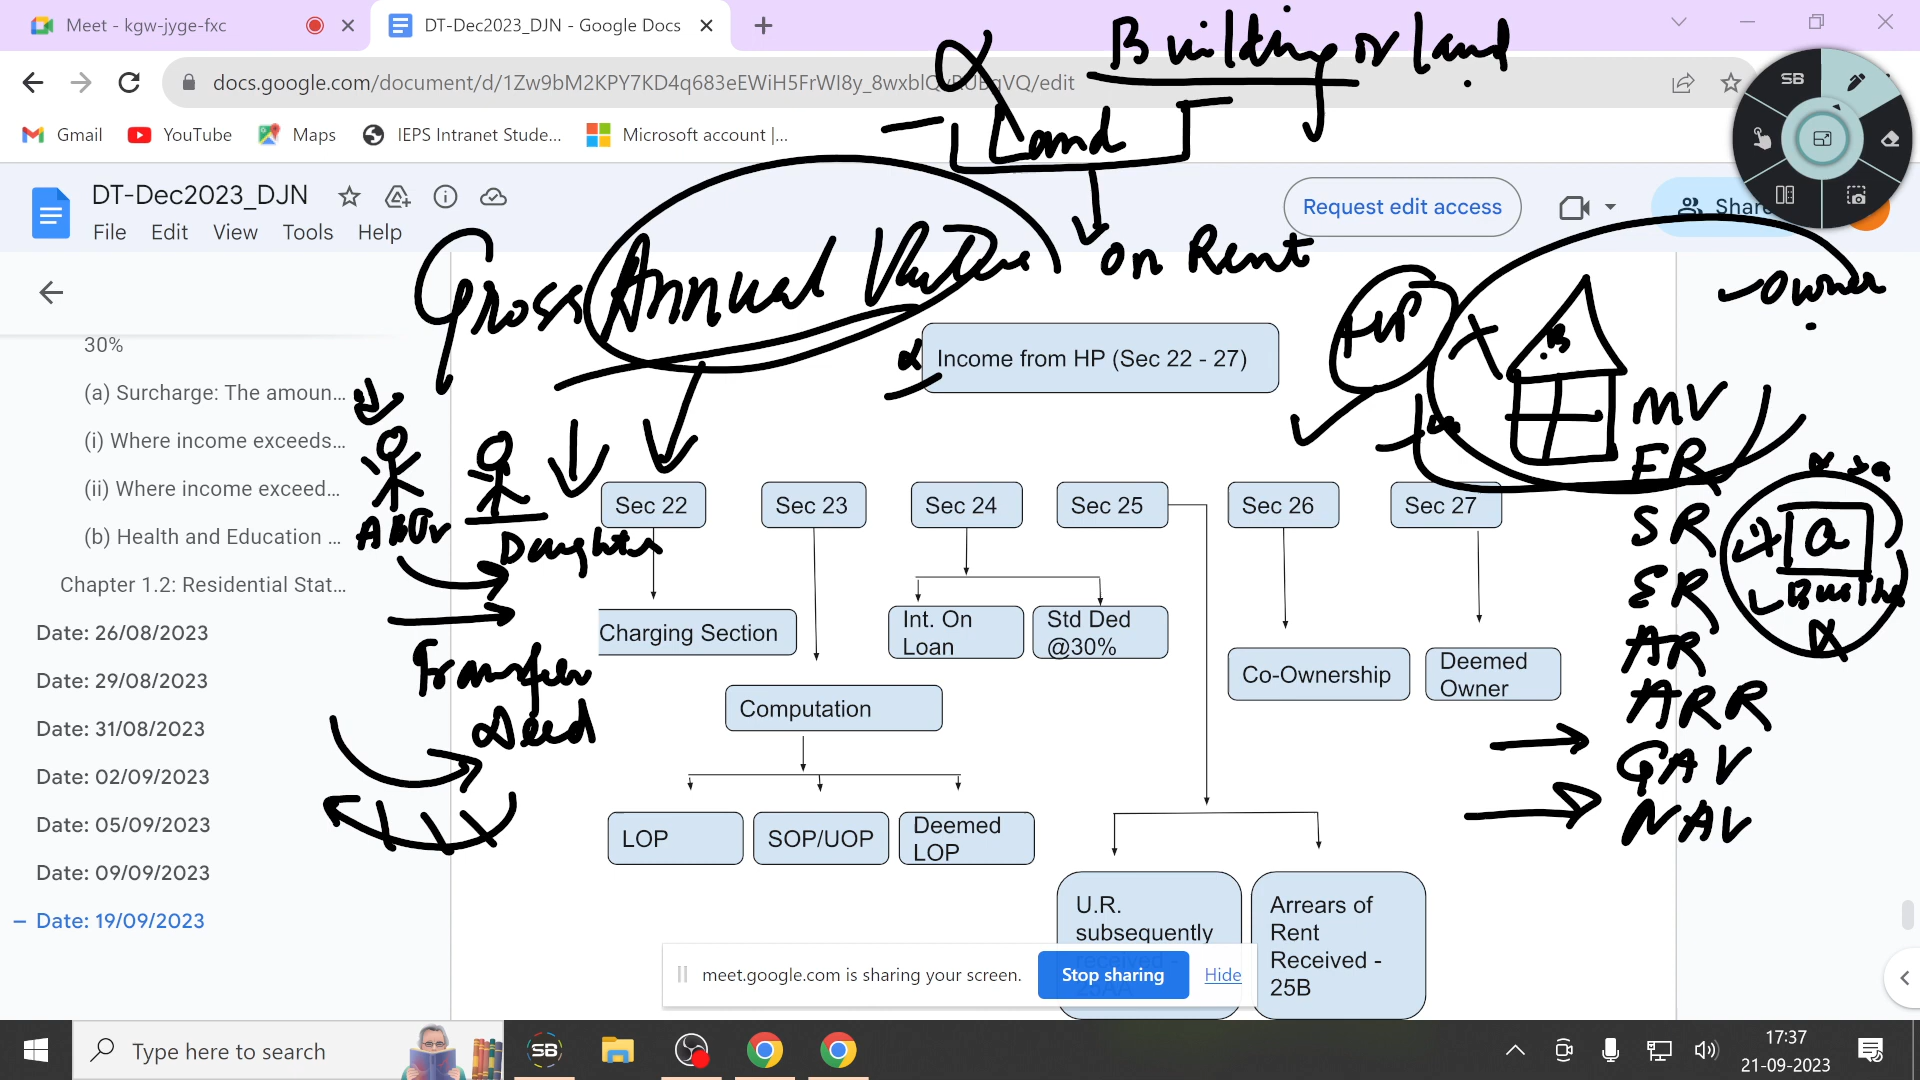 Meet - kgw-jyge-fxc
DT-Dec2023_DJN - Google Docs
Building or land
SB
Gmail
YouTube
Maps
IEPS Intranet Stude...
Microsoft account |...
Land
DT-Dec2023_DJN
Request edit access
File Edit View Tools Help
Gross Annual Value
on Rent
Owner
HP
30%
Income from HP (Sec 22 - 27)
B
(a) Surcharge: The amoun...
MV
(i) Where income exceeds...
FR
(ii) Where income exceed...
Sec 22
Sec 23
Sec 24
Sec 25
Sec 26
Sec 27
SR
a
(b) Health and Education ...
Daughter
ER
Chapter 1.2: Residential Stat...
Int. On
Loan
Std Ded
@30%
Date: 26/08/2023
Charging Section
AR
Transfer
Deed
Co-Ownership
Deemed
Owner
Date: 29/08/2023
Computation
ARR
Date: 31/08/2023
GAV
Date: 02/09/2023
NAV
Date: 05/09/2023
LOP
SOP/UOP
Deemed
LOP
Date: 09/09/2023
Date: 19/09/2023
U.R.
subsequently
Arrears of
Rent
Received -
25B
meet.google.com is sharing your screen.
Stop sharing
Hide
Type here to search
SB
17:37
21-09-2023